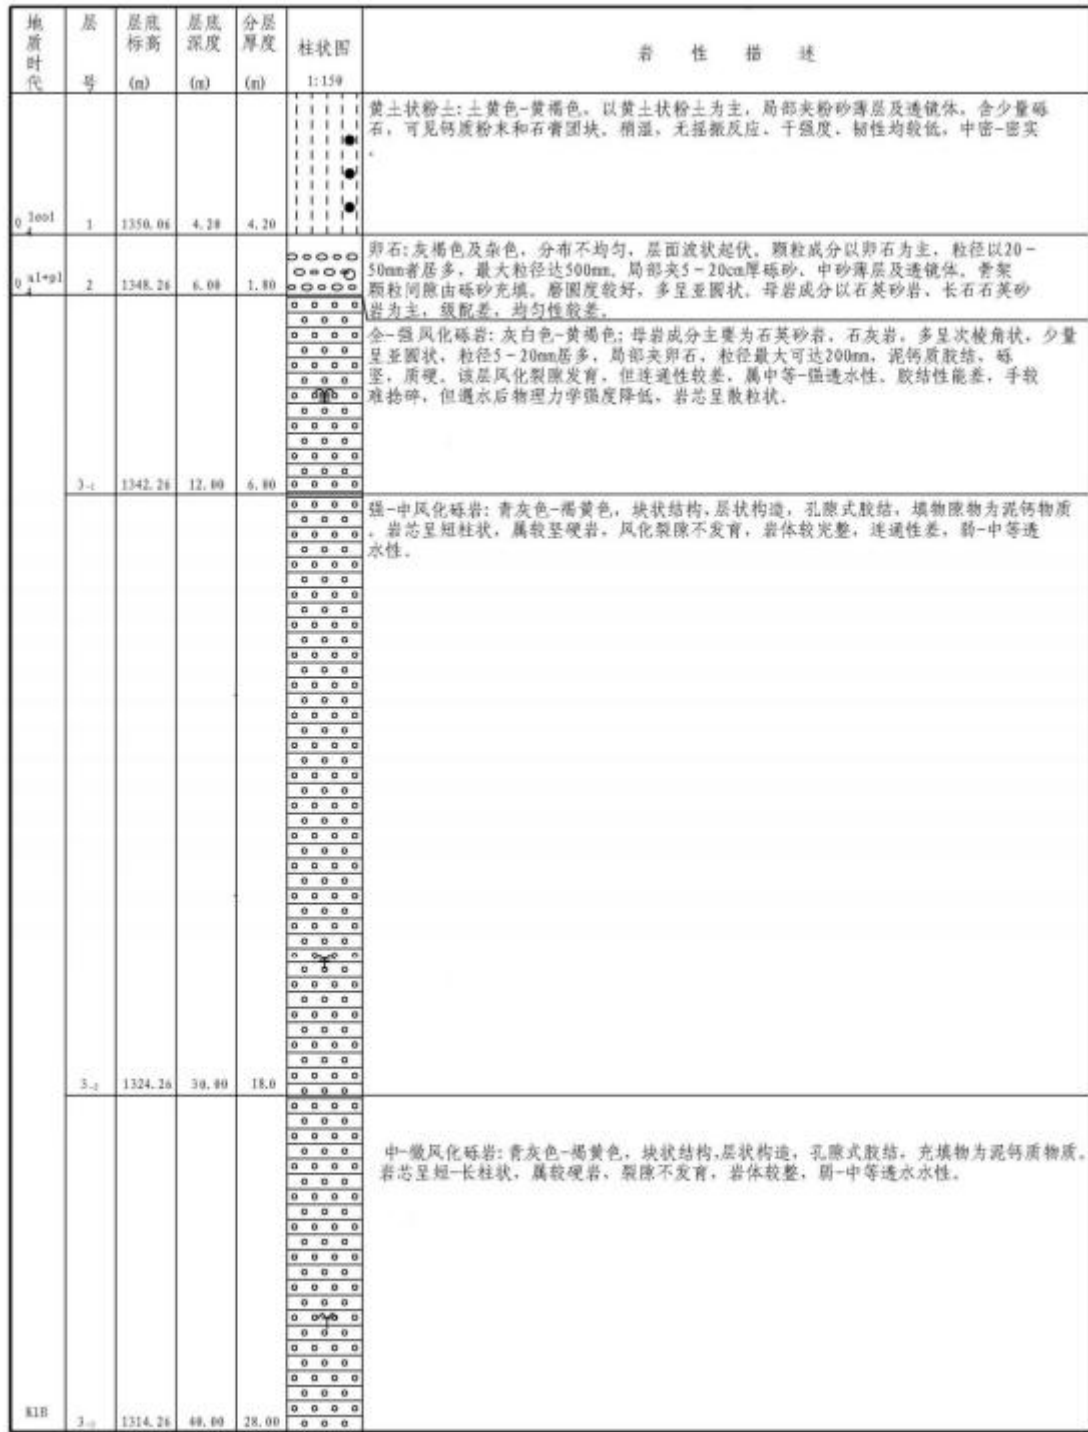 地质时代 层号 层底标高(m) 层底深度(m) 分层厚度(m) 柱状图 1:150 岩 性 描 述
黄土状粉土:土黄色-黄褐色。以黄土状粉土为主,局部夹粉砂薄层及透镜体。含少量砾
石,可见钙质粉末和石膏团块。稍湿、无摇振反应、干强度、韧性均较低,中密-密实
。
1 1350.06 4.20 4.20
卵石:灰褐色及杂色,分布不均匀,层面波状起伏。颗粒成分以卵石为主,粒径以20-
50mm者居多,最大粒径达500mm。局部夹5-20cm厚砾砂、中砂薄层及透镜体。骨架
颗粒间隙由砾砂充填。磨圆度较好,多呈亚圆状。母岩成分以石英砂岩、长石石英砂
岩为主,级配差,均匀性较差。
Q4 al+pl 2 1348.26 6.00 1.80
全-强风化砾岩:灰白色-黄褐色;母岩成分主要为石英砂岩、石灰岩,多呈次棱角状,少量
呈亚圆状,粒径5-20mm居多,局部夹卵石,粒径最大可达200mm,泥钙质胶结,砾
坚,质硬。该层风化裂隙发育,但连通性较差,属中等-强透水性。胶结性能差,手较
难捻碎,但遇水后物理力学强度降低,岩芯呈散粒状。
3-1 1342.26 12.00 6.00
强-中风化砾岩:青灰色-褐黄色,块状结构,层状构造,孔隙式胶结,填物隙物为泥钙物质
。岩芯呈短柱状,属较坚硬岩,风化裂隙不发育,岩体较完整,连通性差,弱-中等透
水性。
3-2 1324.26 30.00 18.0
中-微风化砾岩:青灰色-褐黄色,块状结构,层状构造,孔隙式胶结,充填物为泥钙质物质。
岩芯呈短-长柱状,属较硬岩,裂隙不发育,岩体较整,弱-中等透水水性。
K1B 3-3 1314.26 40.00 28.00